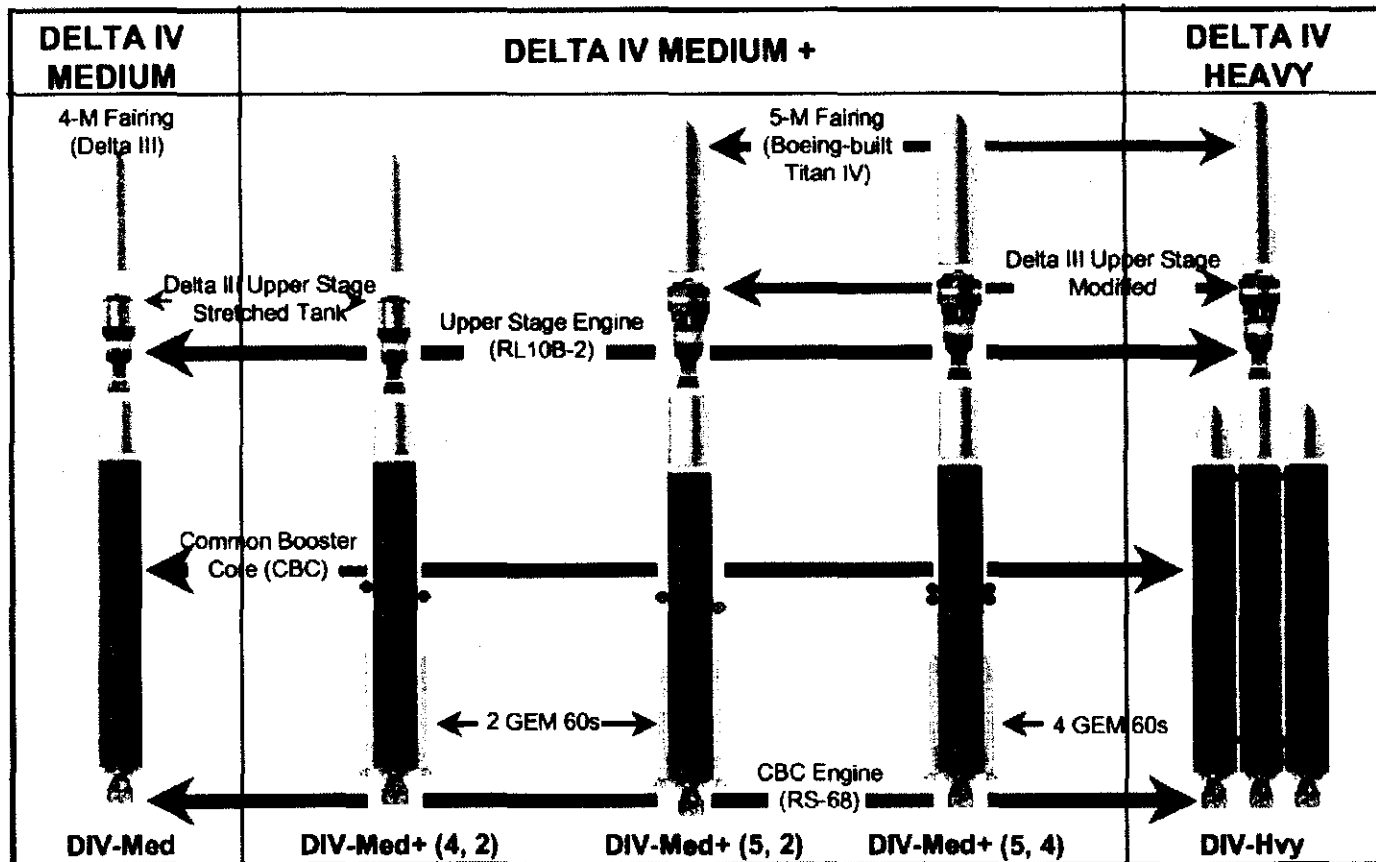 DELTA IV
MEDIUM
DELTA IV MEDIUM +
DELTA IV
HEAVY
4-M Fairing
(Delta III)
5-M Fairing
(Boeing-built
Titan IV)
Delta III Upper Stage
Stretched Tank
Delta III Upper Stage
Modified
Upper Stage Engine
(RL10B-2)
Common Booster
Core (CBC)
2 GEM 60s
4 GEM 60s
CBC Engine
(RS-68)
DIV-Med
DIV-Med+ (4, 2)
DIV-Med+ (5, 2)
DIV-Med+ (5, 4)
DIV-Hvy